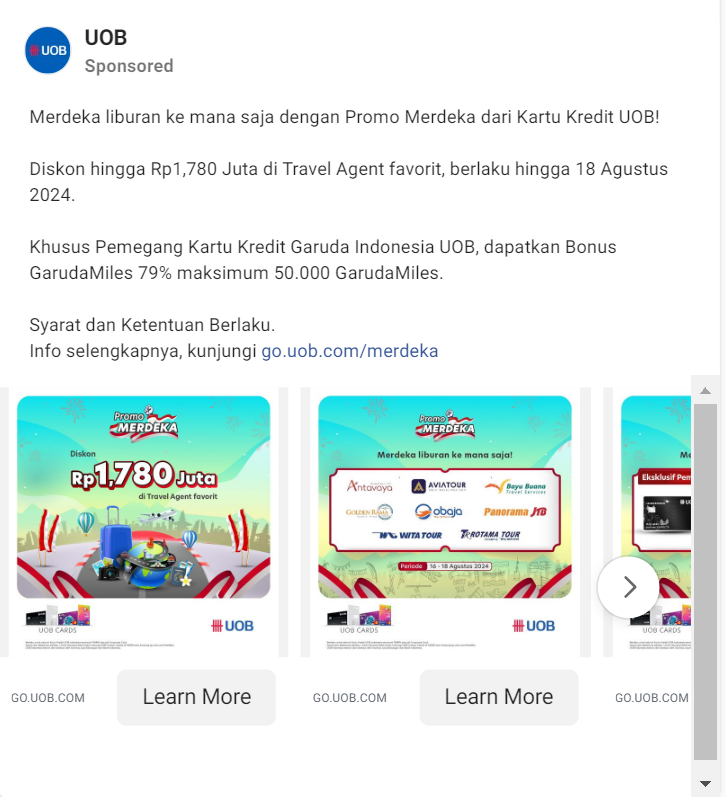 UOB
Sponsored
Merdeka liburan ke mana saja dengan Promo Merdeka dari Kartu Kredit UOB!
Diskon hingga Rp1,780 Juta di Travel Agent favorit, berlaku hingga 18 Agustus
2024.
Khusus Pemegang Kartu Kredit Garuda Indonesia UOB, dapatkan Bonus
GarudaMiles 79% maksimum 50.000 GarudaMiles.
Syarat dan Ketentuan Berlaku.
Info selengkapnya, kunjungi go.uob.com/merdeka
Promo
MERDEKA
Diskon
Rp1,780 Juta
di Travel Agent favorit
UOB CARDS
UOB
Promo
MERDEKA
Merdeka liburan ke mana saja!
Antavaya
AVIATOUR
Bayu Buana
Travel Services
GOLDEN RAMA
obaja
Panorama JTB
WITA TOUR
ROTAMA TOUR
Periode 16 - 18 Agustus 2024
UOB CARDS
UOB
Me
Eksklusif Pem
UOB CARDS
GO.UOB.COM
Learn More
GO.UOB.COM
Learn More
GO.UOB.COM